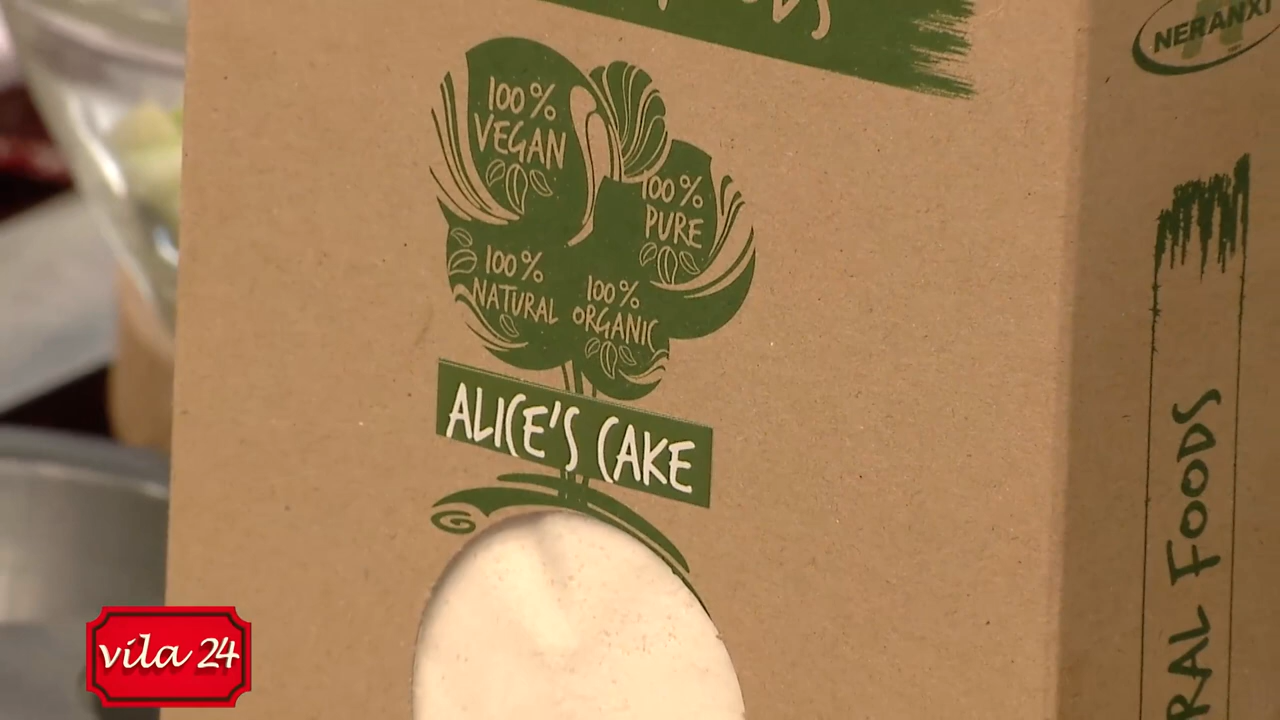 NERANXI
100%
VEGAN
100%
PURE
100%
NATURAL
100%
ORGANIC
ALICE'S CAKE
RAL FOODS
vila 24